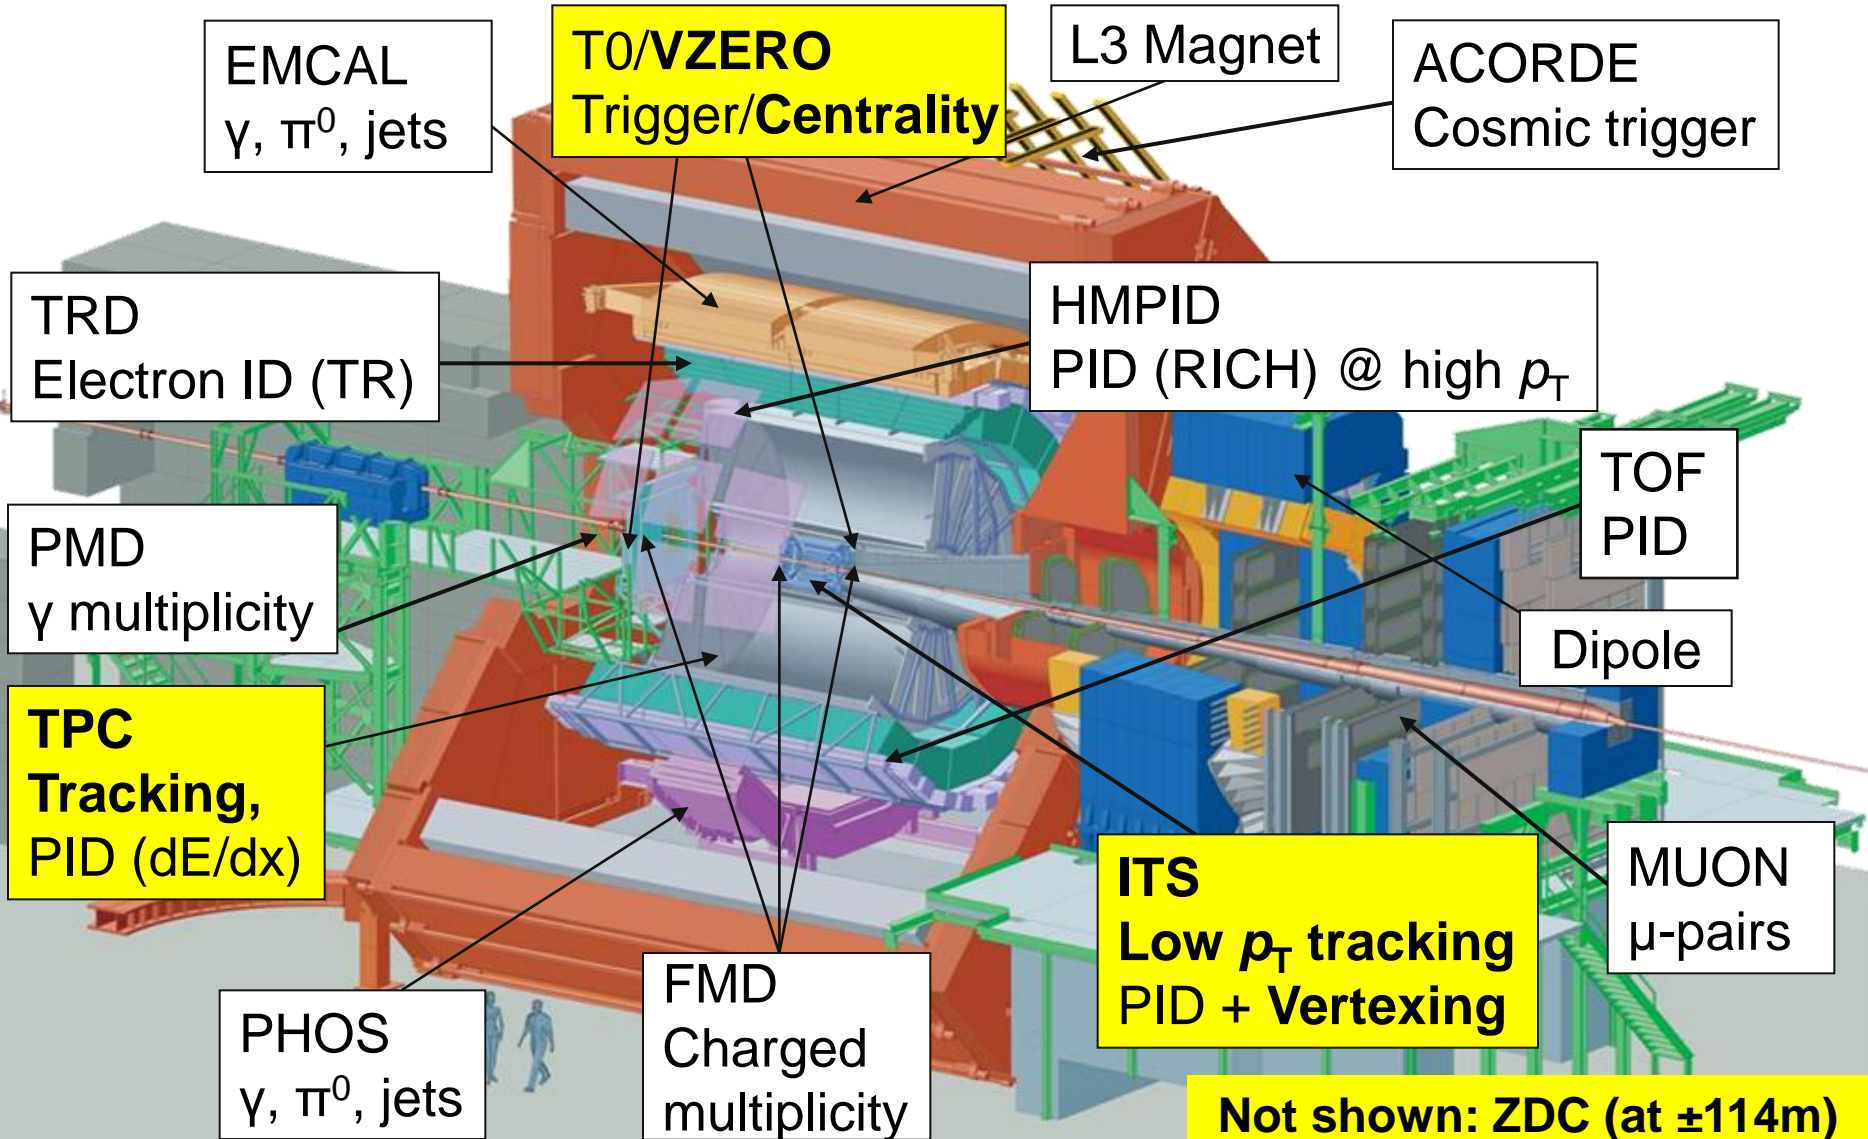 EMCAL
γ, π⁰, jets
T0/VZERO
Trigger/Centrality
L3 Magnet
ACORDE
Cosmic trigger
TRD
Electron ID (TR)
HMPID
PID (RICH) @ high pT
TOF
PID
PMD
γ multiplicity
Dipole
TPC
Tracking,
PID (dE/dx)
ITS
Low pT tracking
PID + Vertexing
MUON
μ-pairs
PHOS
γ, π⁰, jets
FMD
Charged
multiplicity
Not shown: ZDC (at ±114m)